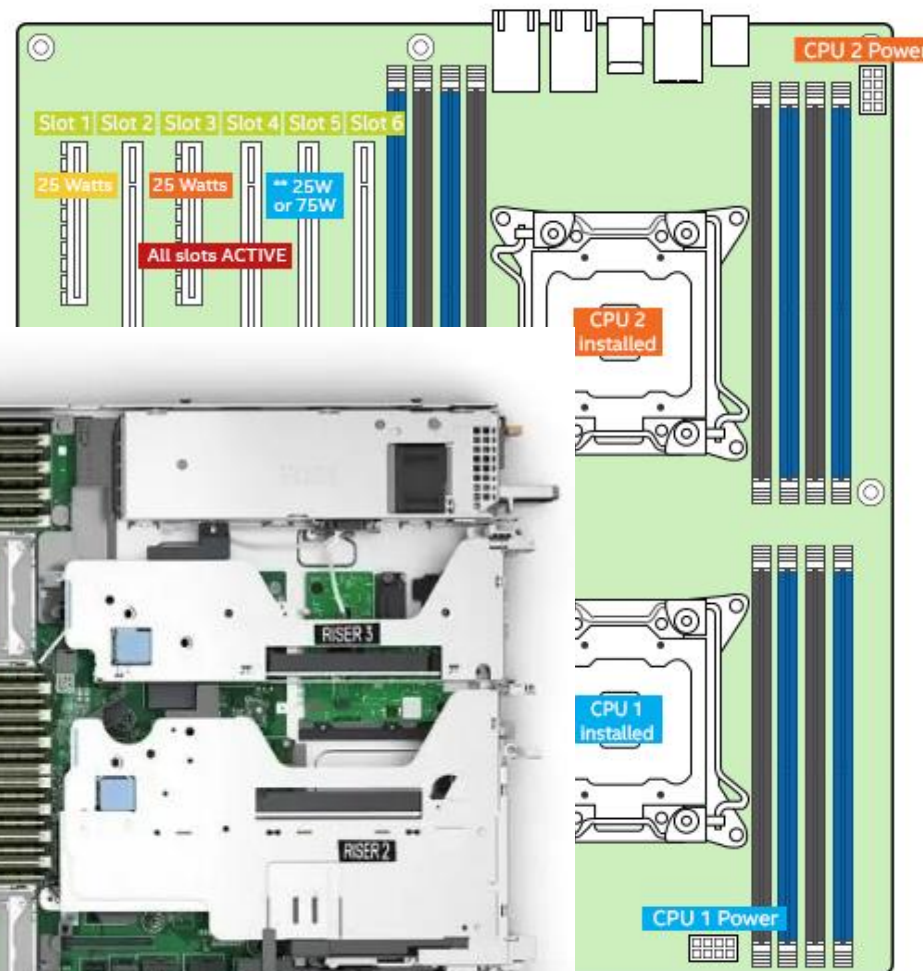 CPU 2 Power
Slot 1 Slot 2 Slot 3 Slot 4 Slot 5 Slot 6
25 Watts
25 Watts
** 25W
or 75W
All slots ACTIVE
CPU 2
installed
RISER 3
CPU 1
installed
RISER 2
CPU 1 Power